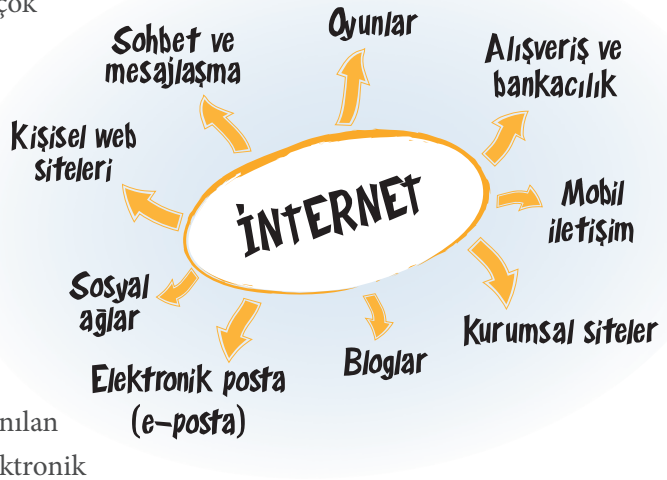 çok
Sohbet ve
mesajlaşma
Oyunlar
Alışveriş ve
bankacılık
Kişisel web
siteleri
İNTERNET
Mobil
iletişim
Sosyal
ağlar
Kurumsal siteler
Elektronik posta
(e-posta)
Bloglar
nılan
ktronik